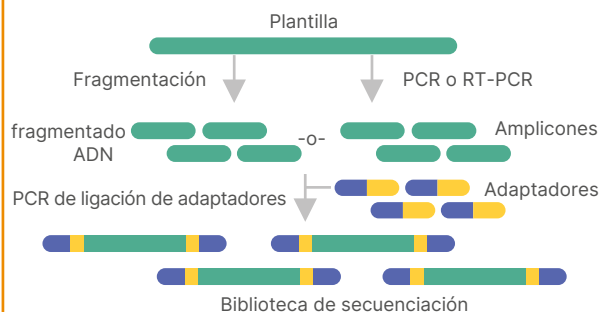 Plantilla
Fragmentación
PCR o RT-PCR
fragmentado
ADN
-o-
Amplicones
PCR de ligación de adaptadores
Adaptadores
Biblioteca de secuenciación